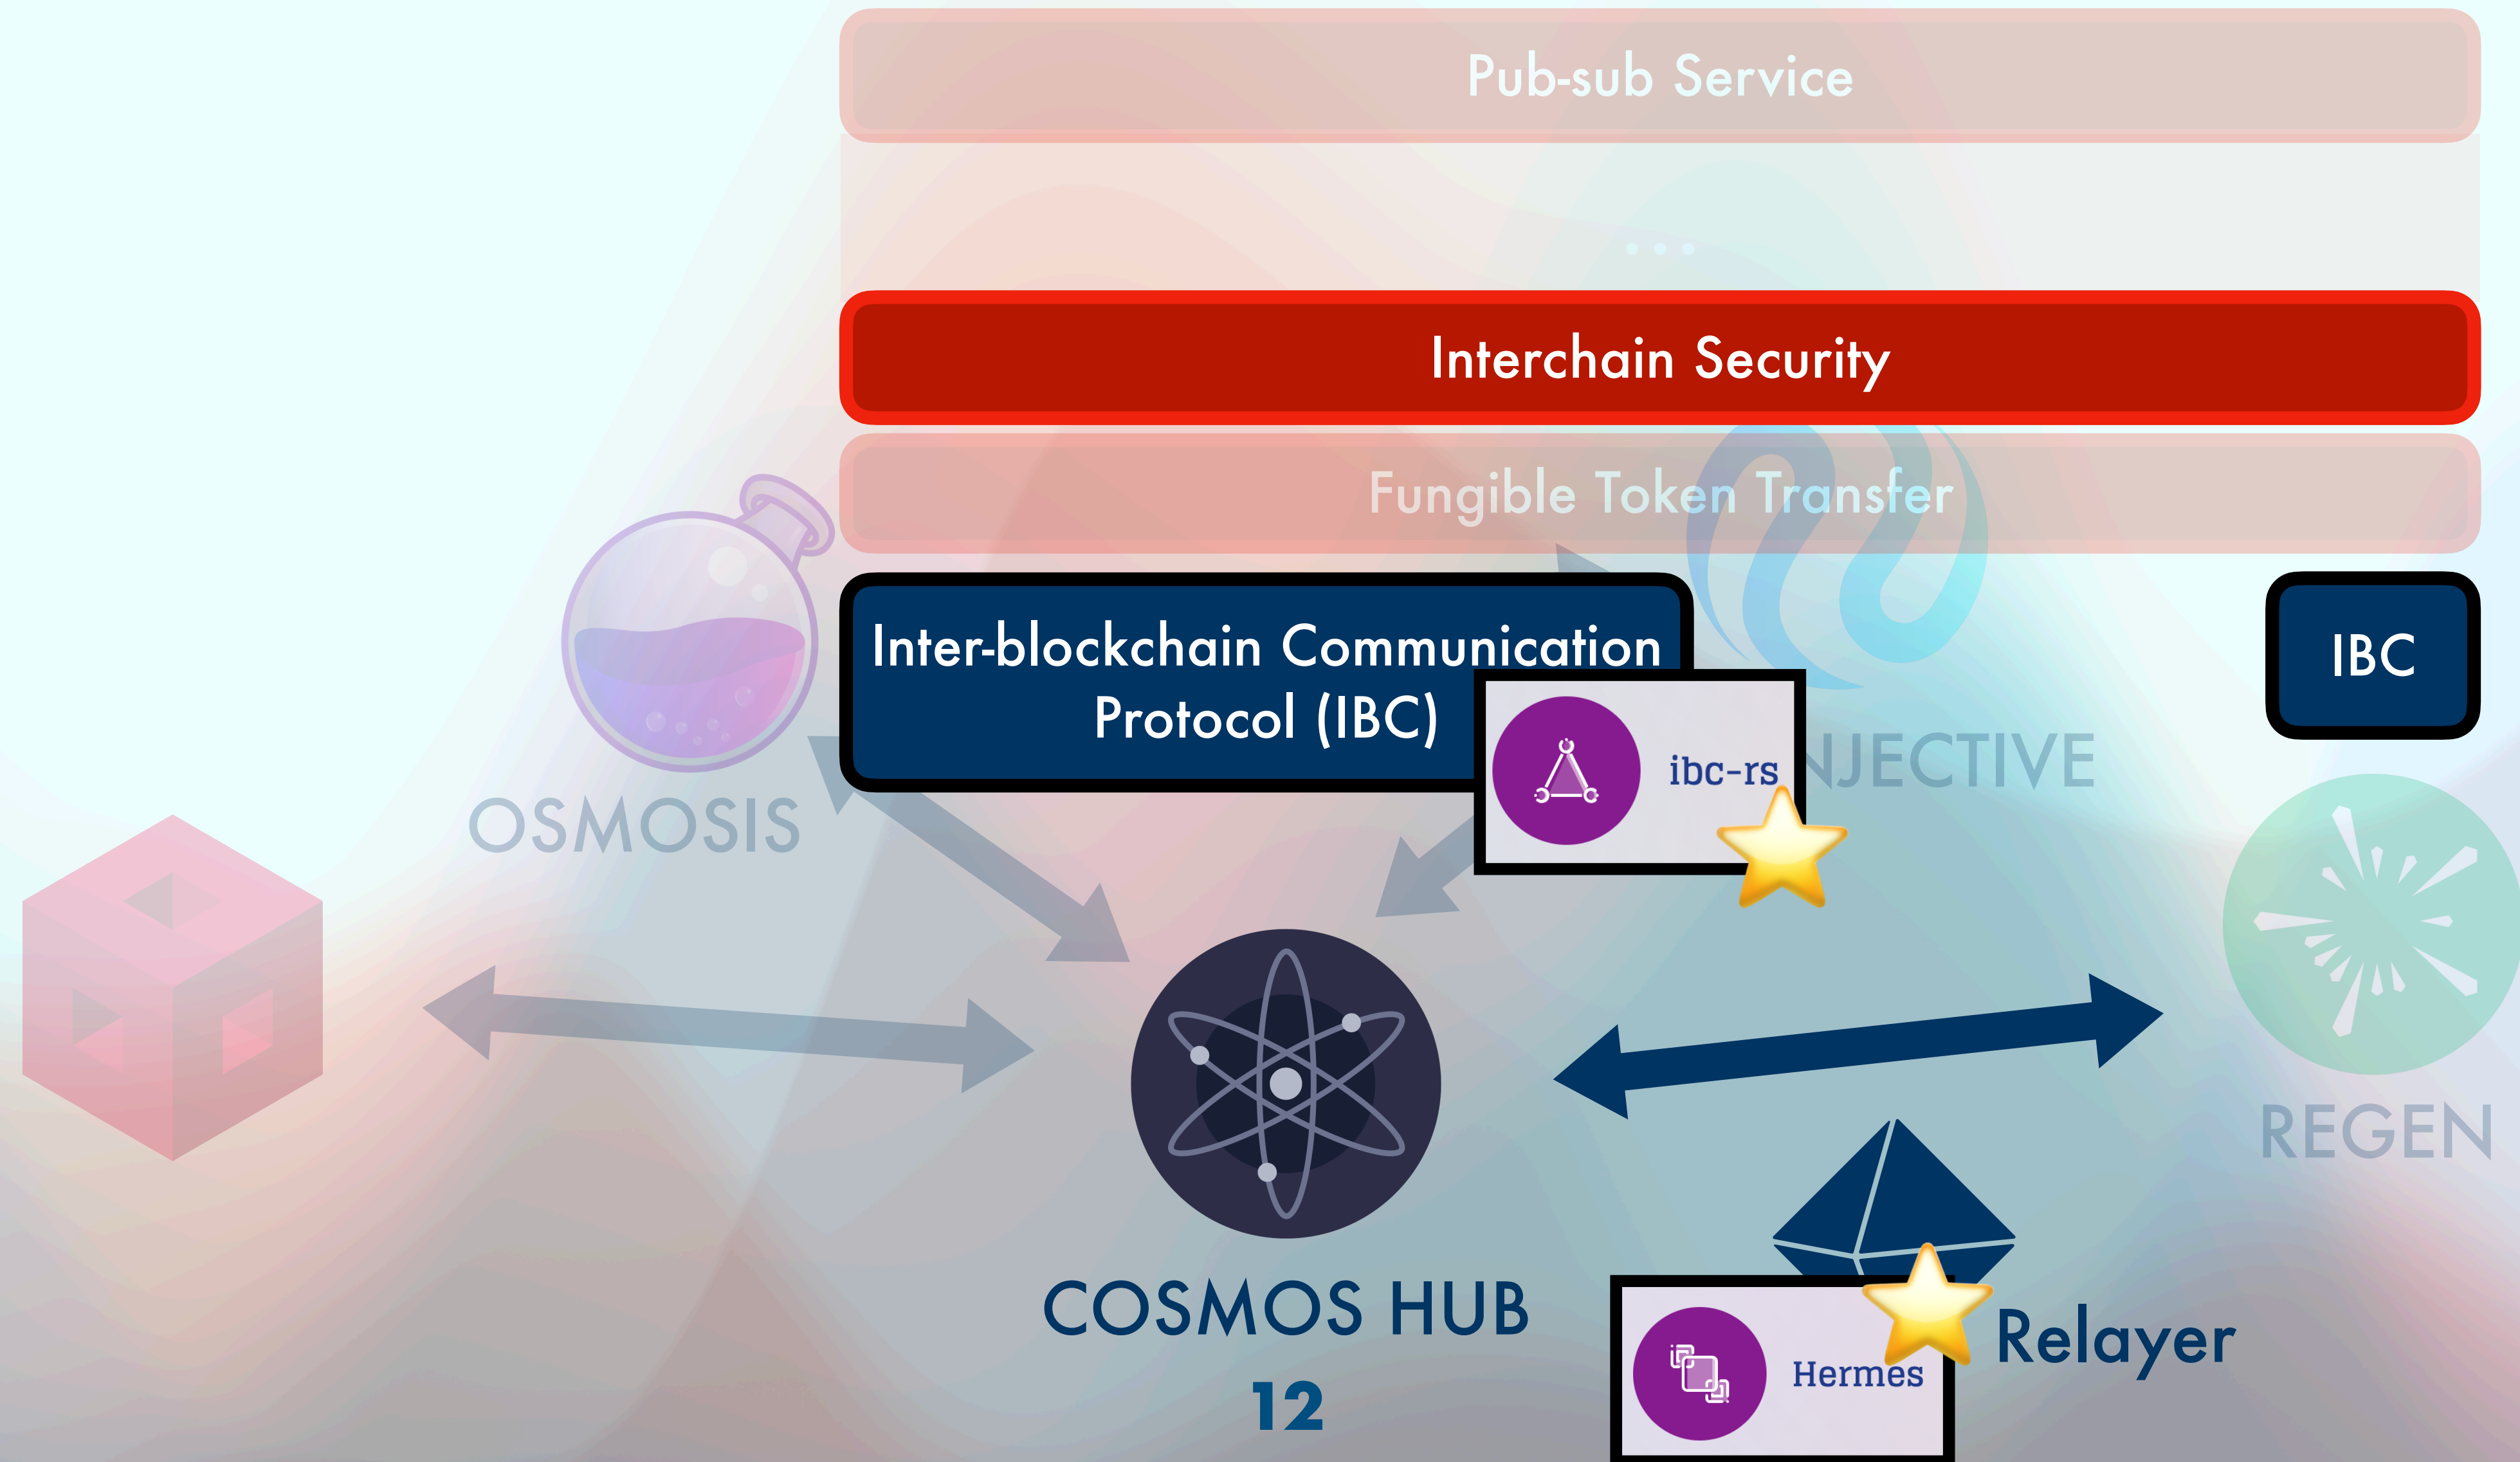 Pub-sub Service
...
Interchain Security
Fungible Token Transfer
Inter-blockchain Communication
Protocol (IBC)
IBC
ibc-rs
NJECTIVE
OSMOSIS
REGEN
COSMOS HUB
Relayer
Hermes
12